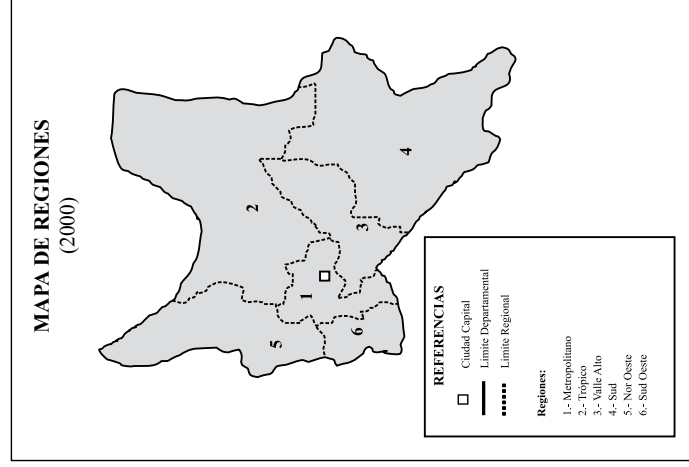 MAPA DE REGIONES
(2000)
2
4
3
1
5
6
REFERENCIAS
Ciudad Capital
Limite Departamental
Limite Regional
Regiones:
1.- Metropolitano
2.- Trópico
3.- Valle Alto
4.- Sud
5.- Nor Oeste
6.- Sud Oeste